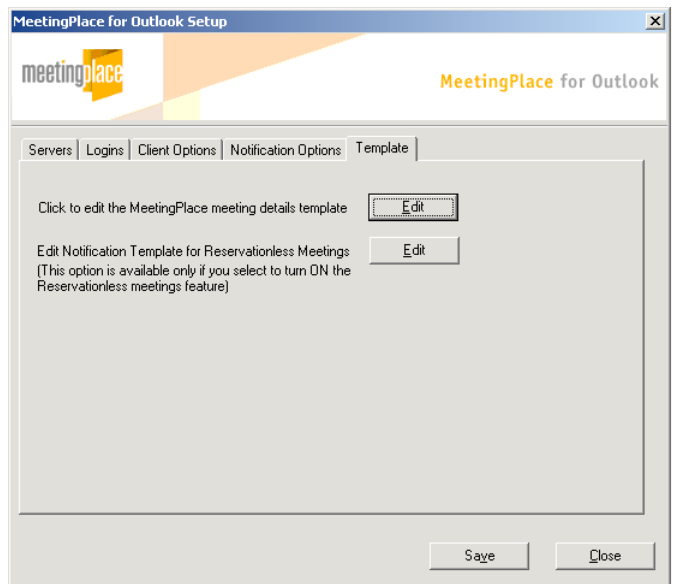 MeetingPlace for Outlook Setup
meetingplace
MeetingPlace for Outlook
Servers Logins Client Options Notification Options Template
Click to edit the MeetingPlace meeting details template Edit
Edit Notification Template for Reservationless Meetings Edit
(This option is available only if you select to turn ON the
Reservationless meetings feature)
Save Close